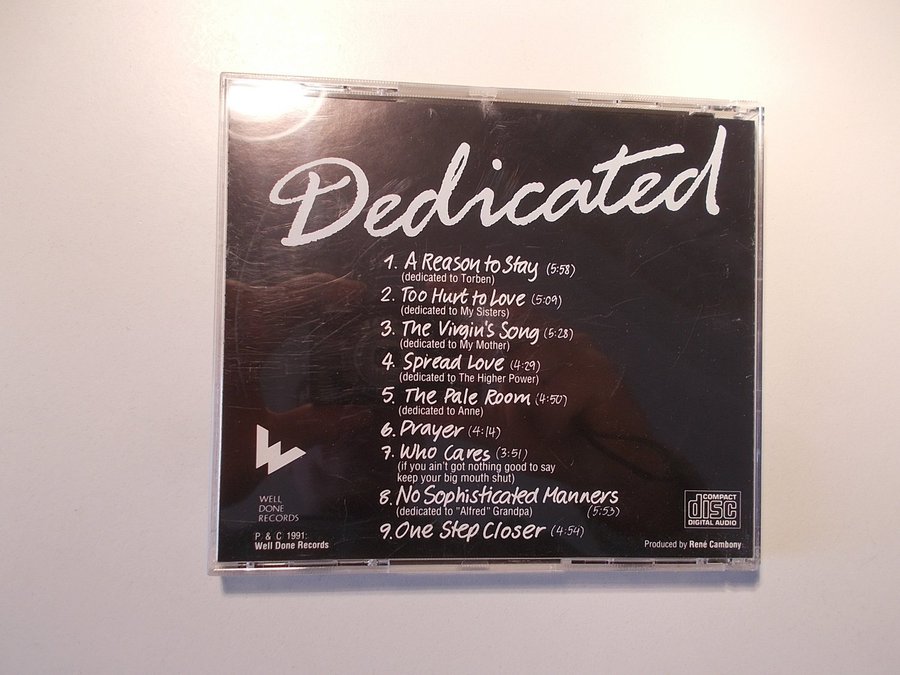 Dedicated
1. A Reason to Stay (5:58)
(dedicated to Torben)
2. Too Hurt to Love (5:09)
(dedicated to My Sisters)
3. The Virgin's Song (5:28)
(dedicated to My Mother)
4. Spread Love (4:29)
(dedicated to The Higher Power)
5. The Pale Room (4:50)
(dedicated to Anne)
6. Prayer (4:14)
7. Who Cares (3:51)
(if you ain't got nothing good to say
keep your big mouth shut)
8. No Sophisticated Manners
(dedicated to "Alfred" Grandpa) (5:53)
9. One Step Closer (4:54)
WELL
DONE
RECORDS
P & C 1991:
Well Done Records
COMPACT
disc
DIGITAL AUDIO
Produced by René Cambony